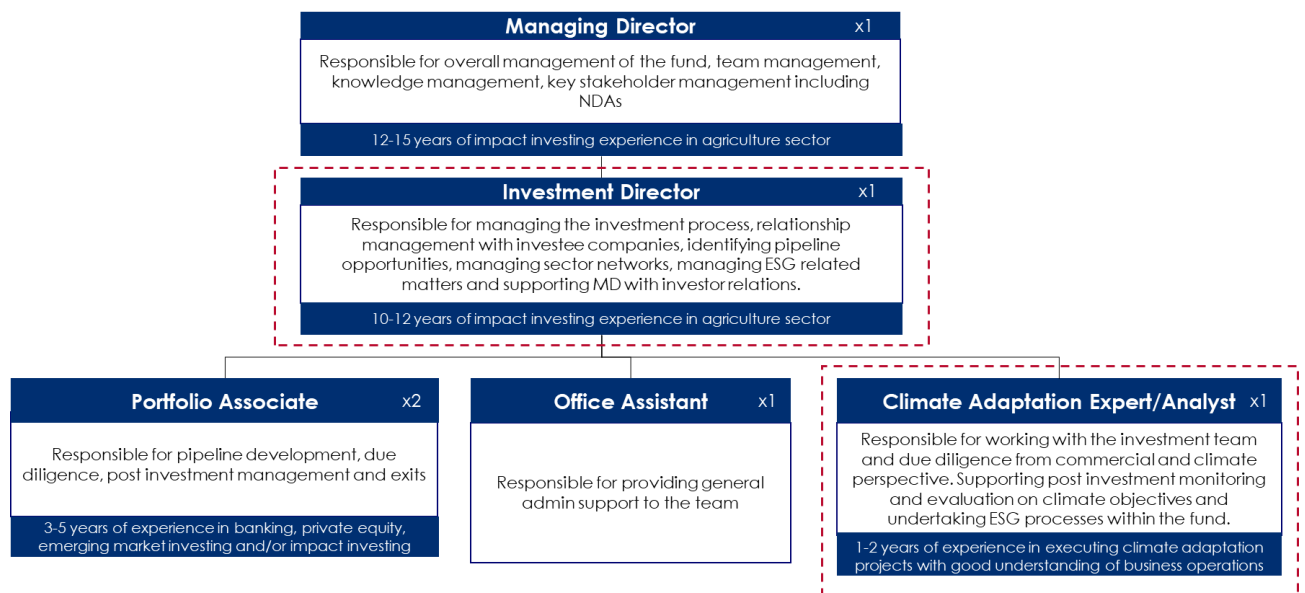 Managing Director x1
Responsible for overall management of the fund, team management,
knowledge management, key stakeholder management including
NDAs
12-15 years of impact investing experience in agriculture sector
Investment Director x1
Responsible for managing the investment process, relationship
management with investee companies, identifying pipeline
opportunities, managing sector networks, managing ESG related
matters and supporting MD with investor relations.
10-12 years of impact investing experience in agriculture sector
Portfolio Associate x2
Responsible for pipeline development, due
diligence, post investment management and exits
3-5 years of experience in banking, private equity,
emerging market investing and/or impact investing
Office Assistant x1
Responsible for providing general
admin support to the team
Climate Adaptation Expert/Analyst x1
Responsible for working with the investment team
and due diligence from commercial and climate
perspective. Supporting post investment monitoring
and evaluation on climate objectives and
undertaking ESG processes within the fund.
1-2 years of experience in executing climate adaptation
projects with good understanding of business operations